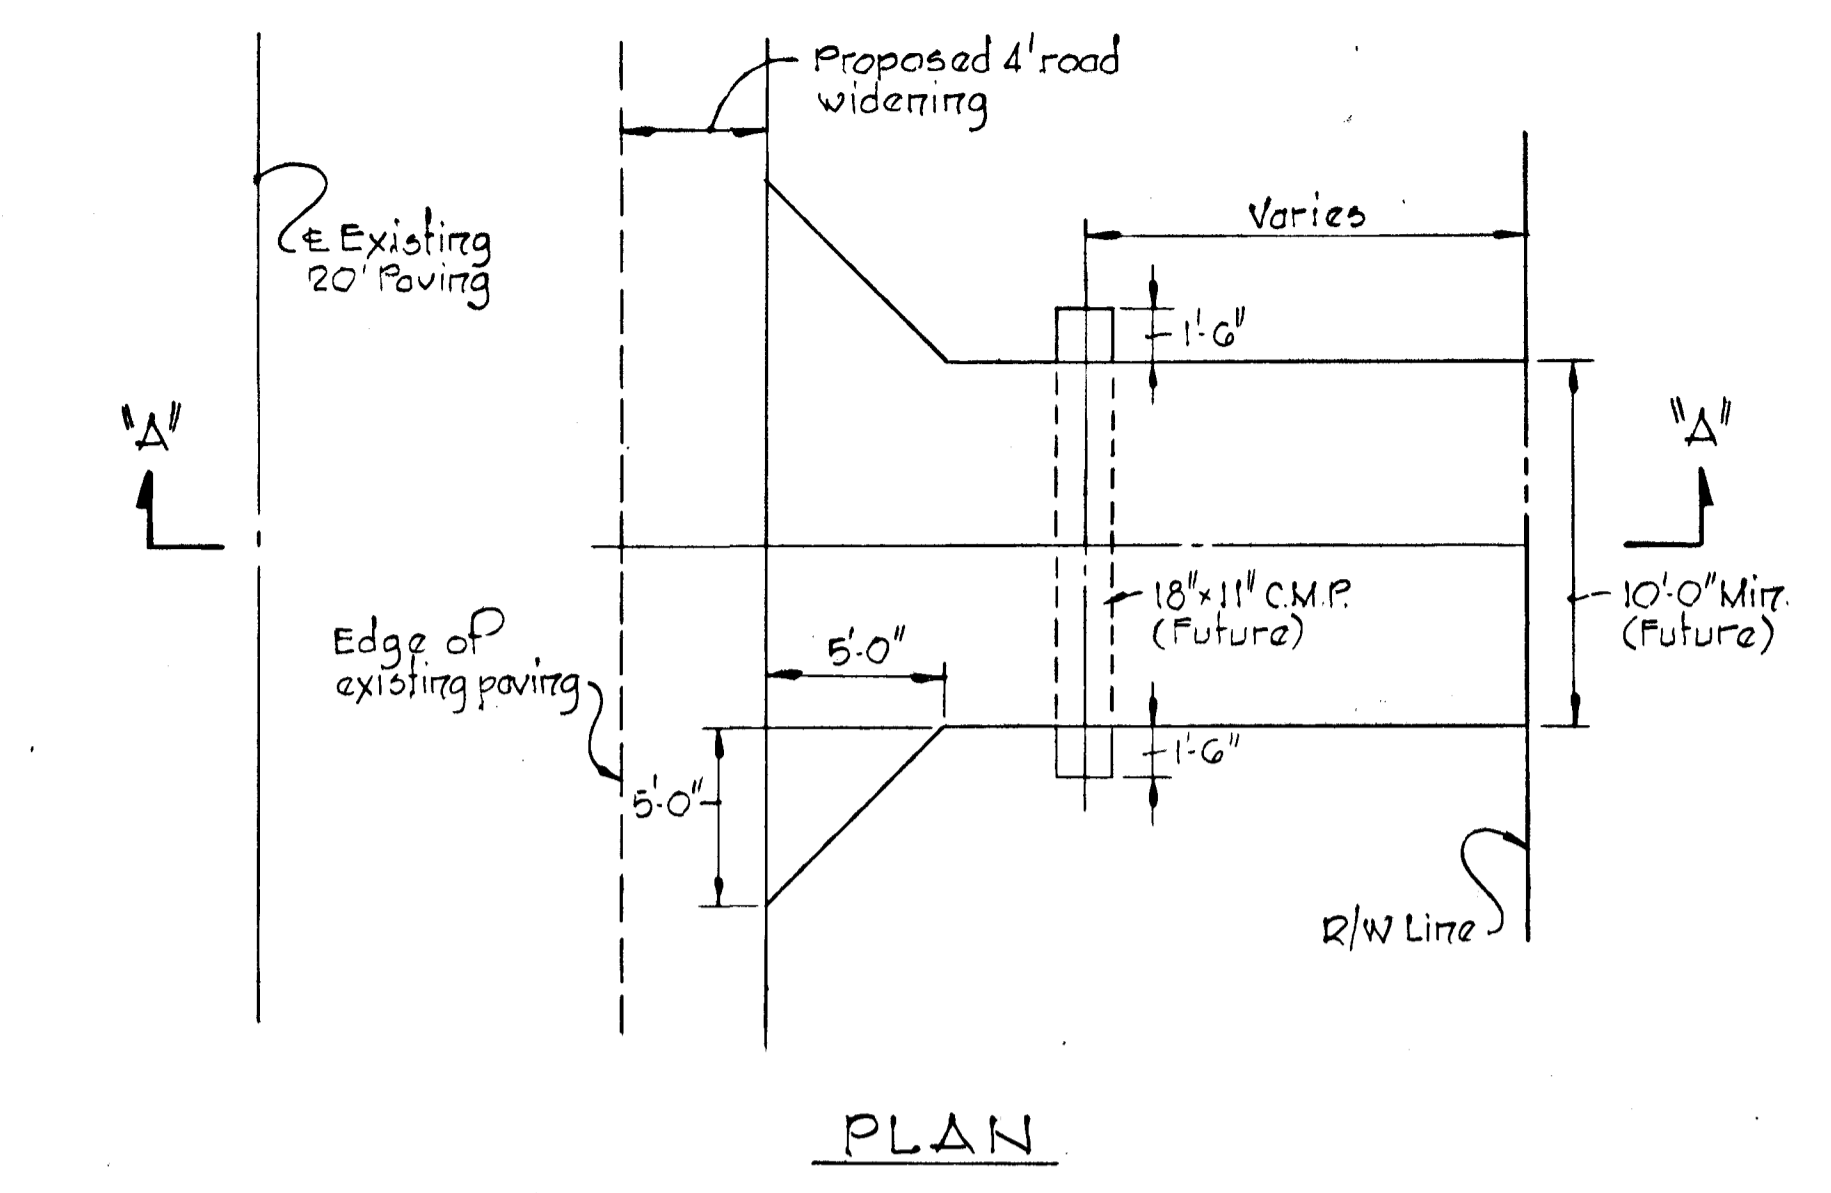 Proposed 4' road
widening
Varies
℄ Existing
20' Paving
1'-6"
"A"
"A"
18" x 11" C.M.P.
(Future)
10'-0" Min.
(Future)
Edge of
existing paving
5'-0"
1'-6"
5'-0"
R/W Line
PLAN